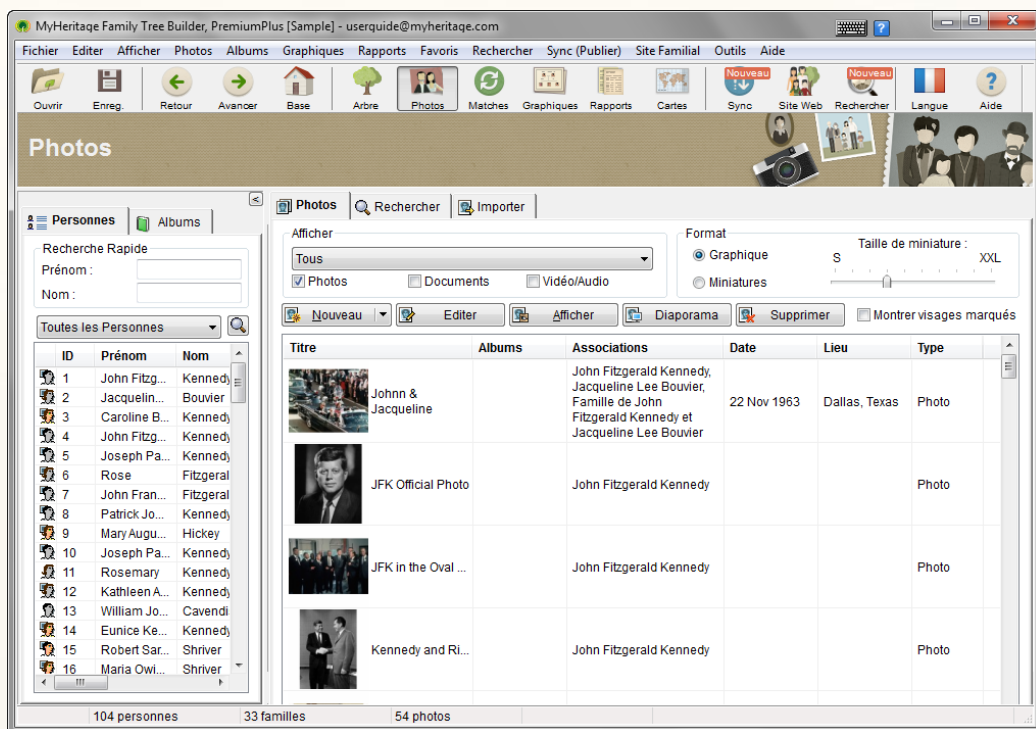 MyHeritage Family Tree Builder, PremiumPlus [Sample] - userguide@myheritage.com
Fichier Editer Afficher Photos Albums Graphiques Rapports Favoris Rechercher Sync (Publier) Site Familial Outils Aide
Nouveau Nouveau
Ouvrir Enreg. Retour Avancer Base Arbre Photos Matches Graphiques Rapports Cartes Sync Site Web Rechercher Langue Aide
Photos
Personnes Albums
Recherche Rapide
Prénom :
Nom :
Toutes les Personnes
ID Prénom Nom
1 John Fitzg... Kennedy
2 Jacquelin... Bouvier
3 Caroline B... Kennedy
4 John Fitzg... Kennedy
5 Joseph Pa... Kennedy
6 Rose Fitzgeral
7 John Fran... Fitzgeral
8 Patrick Jo... Kennedy
9 Mary Augu... Hickey
10 Joseph Pa... Kennedy
11 Rosemary Kennedy
12 Kathleen A... Kennedy
13 William Jo... Cavendi
14 Eunice Ke... Kennedy
15 Robert Sar... Shriver
16 Maria Owi... Shriver
Photos Rechercher Importer
Afficher
Tous
Photos Documents Vidéo/Audio
Format
Graphique
Miniatures
Taille de miniature :
S XXL
Nouveau Editer Afficher Diaporama Supprimer Montrer visages marqués
Titre Albums Associations Date Lieu Type
Johnn &
Jacqueline
John Fitzgerald Kennedy,
Jacqueline Lee Bouvier,
Famille de John
Fitzgerald Kennedy et
Jacqueline Lee Bouvier
22 Nov 1963 Dallas, Texas Photo
JFK Official Photo John Fitzgerald Kennedy Photo
JFK in the Oval ... John Fitzgerald Kennedy Photo
Kennedy and Ri... John Fitzgerald Kennedy Photo
104 personnes 33 familles 54 photos